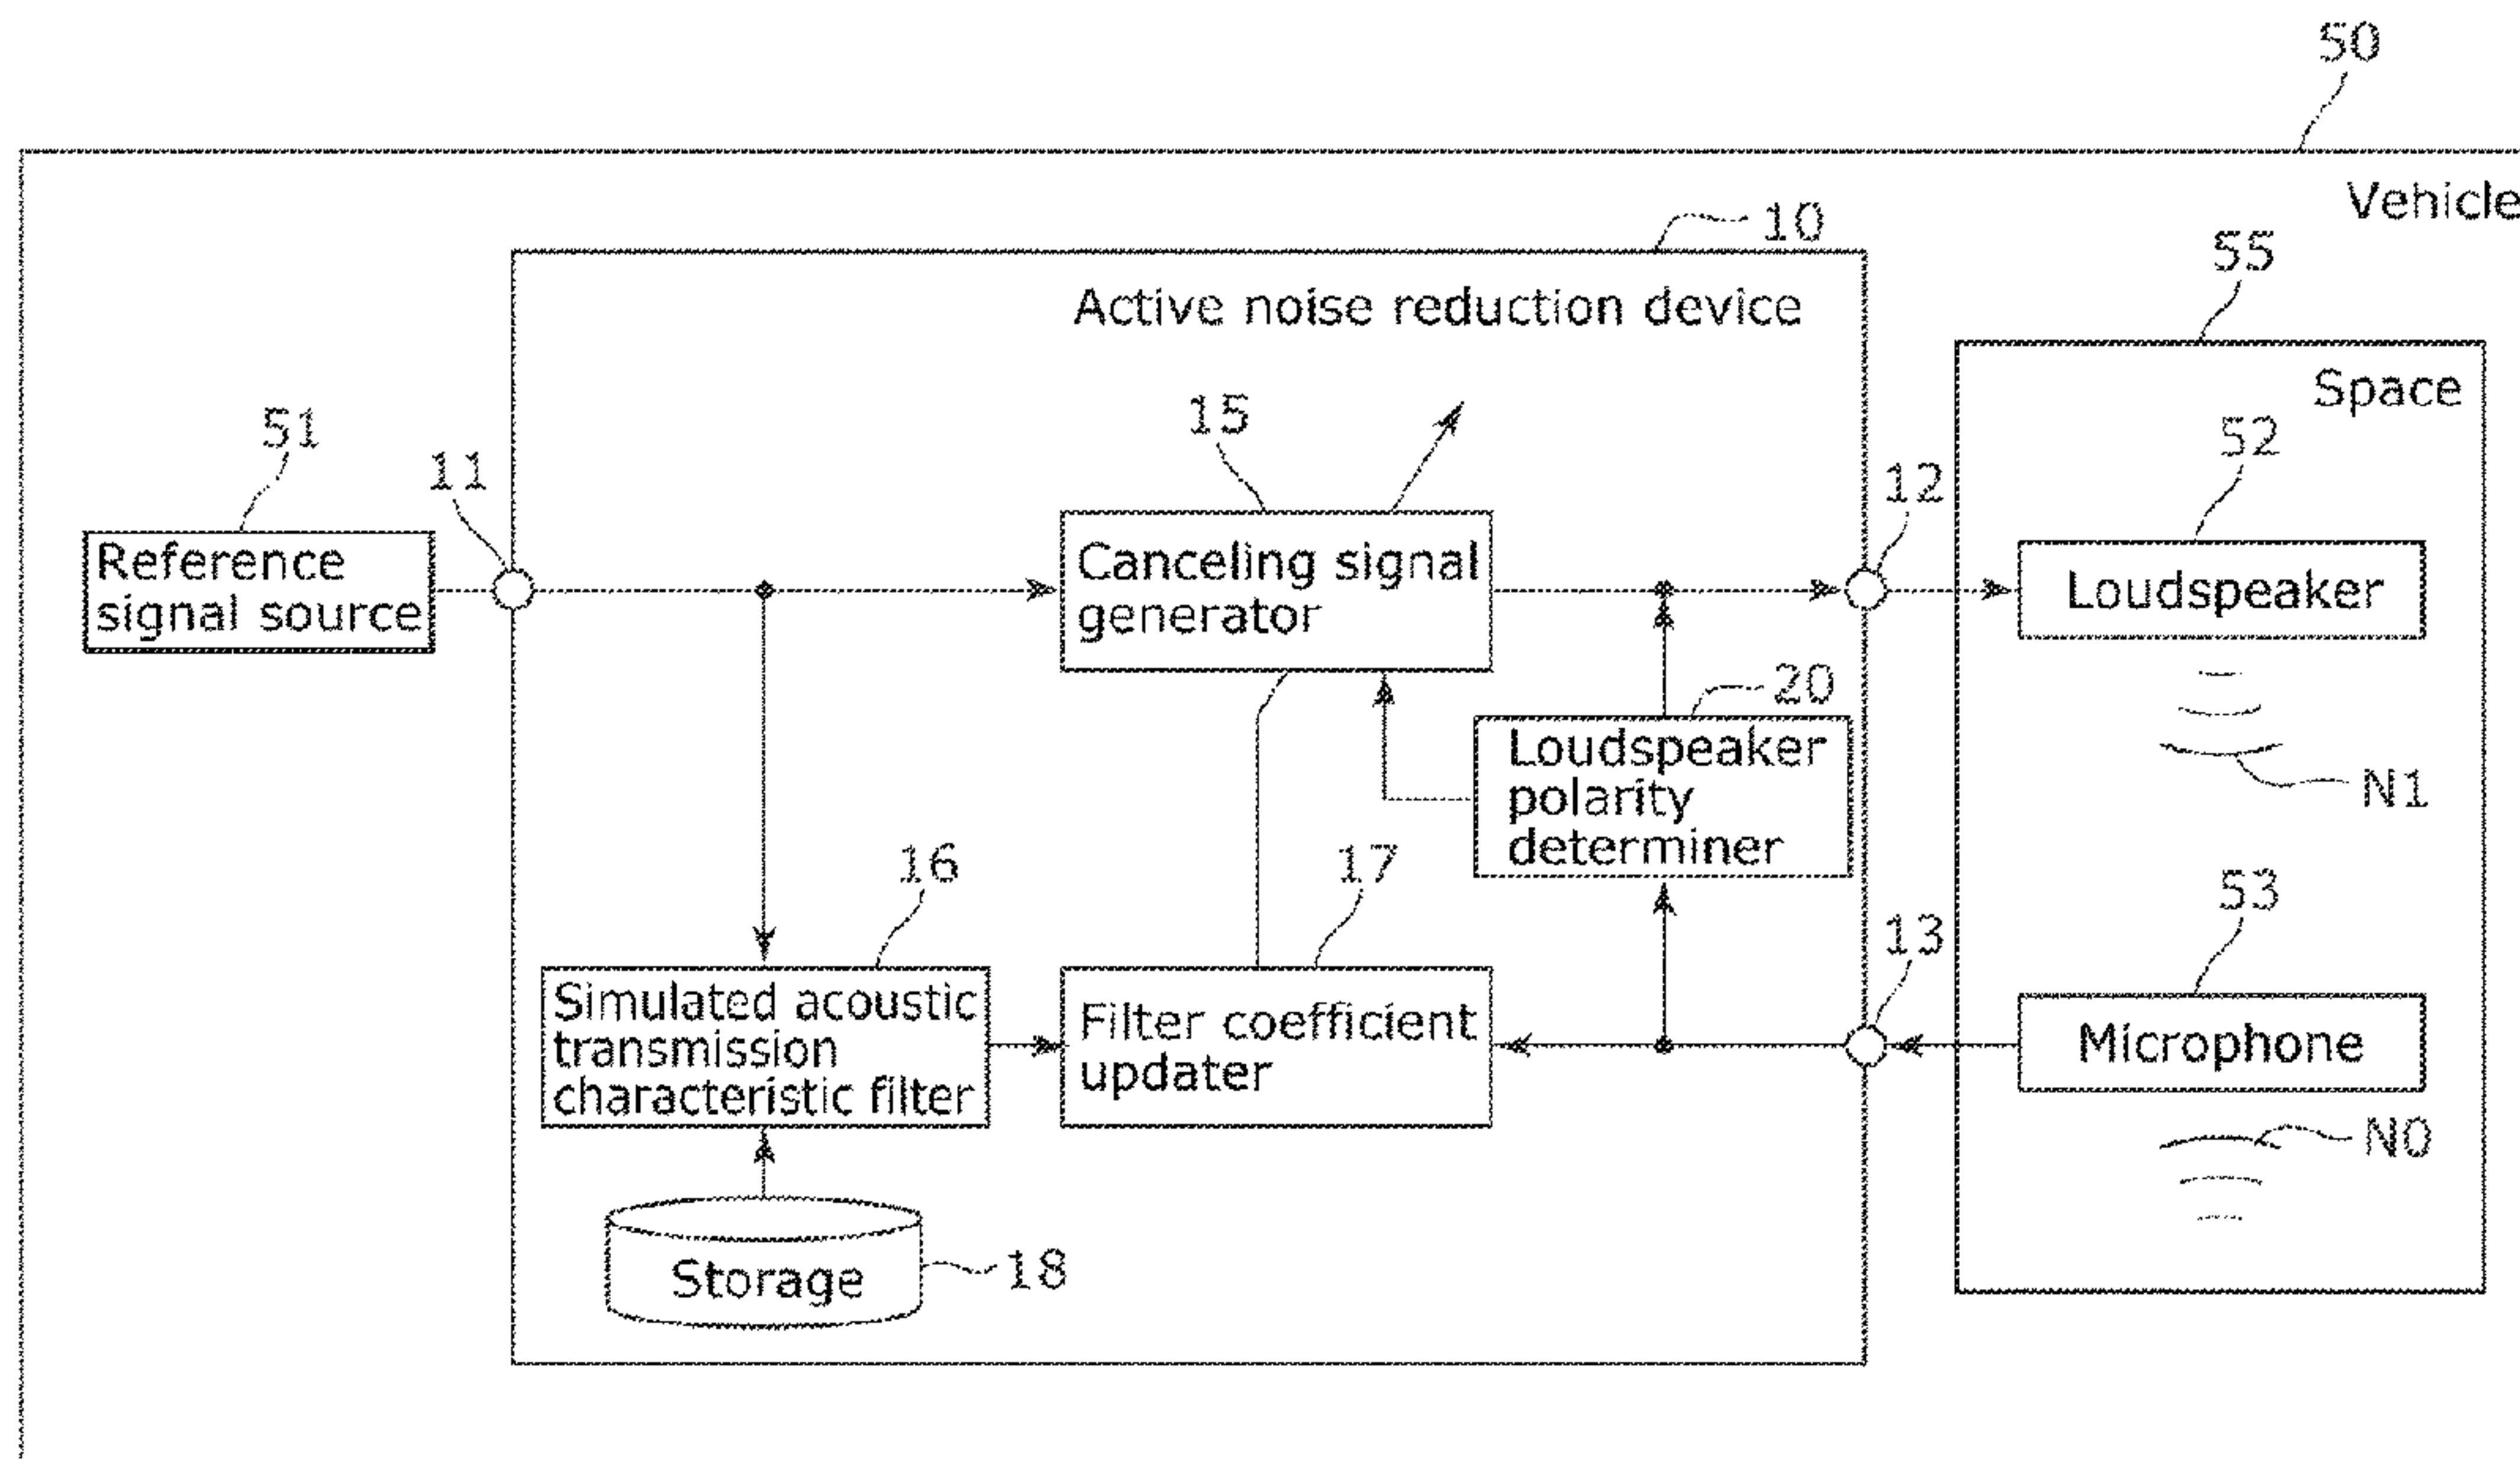 50
Vehicle
10
Active noise reduction device
55
Space
51
11
15
12
52
Reference
signal source
Canceling signal
generator
Loudspeaker
20
Loudspeaker
polarity
determiner
N1
16
17
13
53
Simulated acoustic
transmission
characteristic filter
Filter coefficient
updater
Microphone
N0
Storage
18